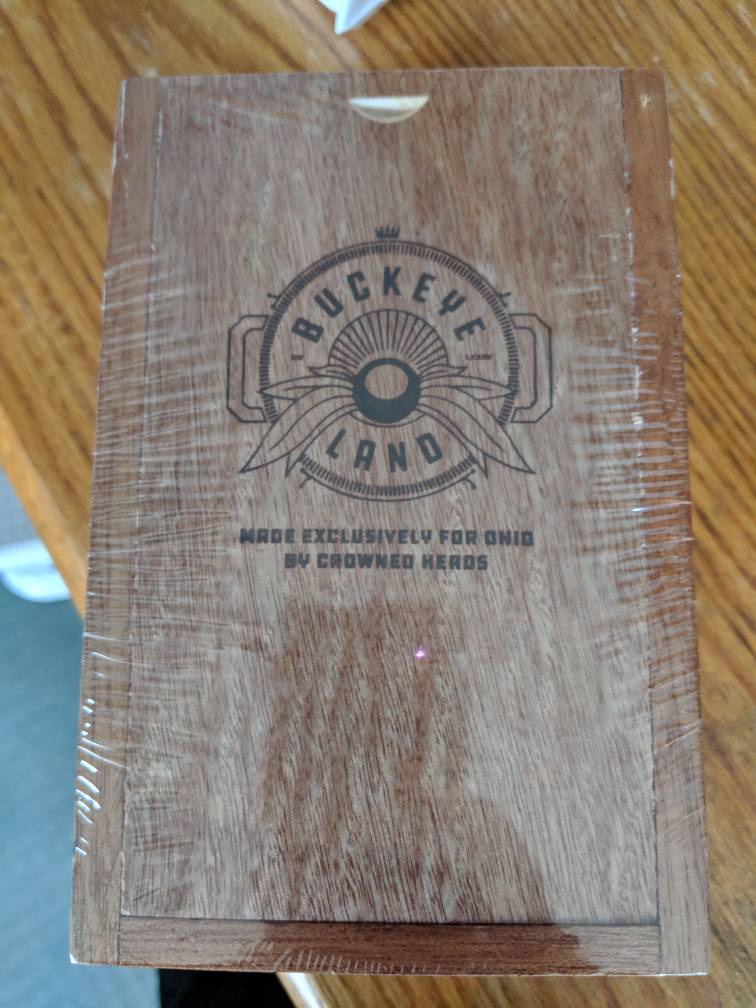 BUCKEYE
LAND
MADE EXCLUSIVELY FOR OHIO
BY CROWNED HEADS